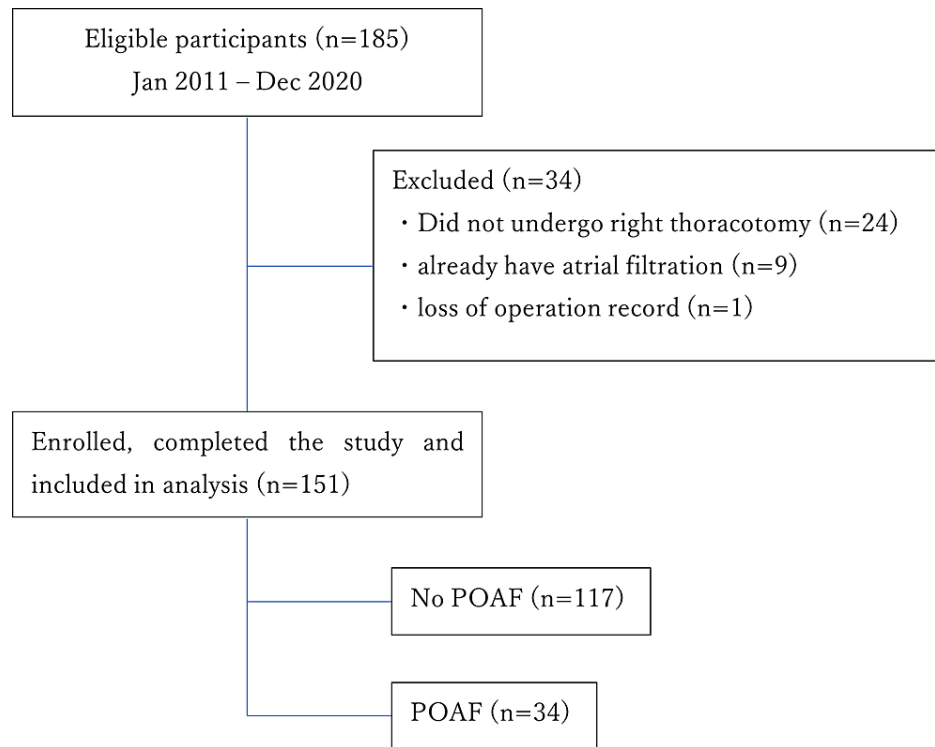 Eligible participants (n=185)
Jan 2011 – Dec 2020
Excluded (n=34)
・Did not undergo right thoracotomy (n=24)
・already have atrial filtration (n=9)
・loss of operation record (n=1)
Enrolled, completed the study and
included in analysis (n=151)
No POAF (n=117)
POAF (n=34)